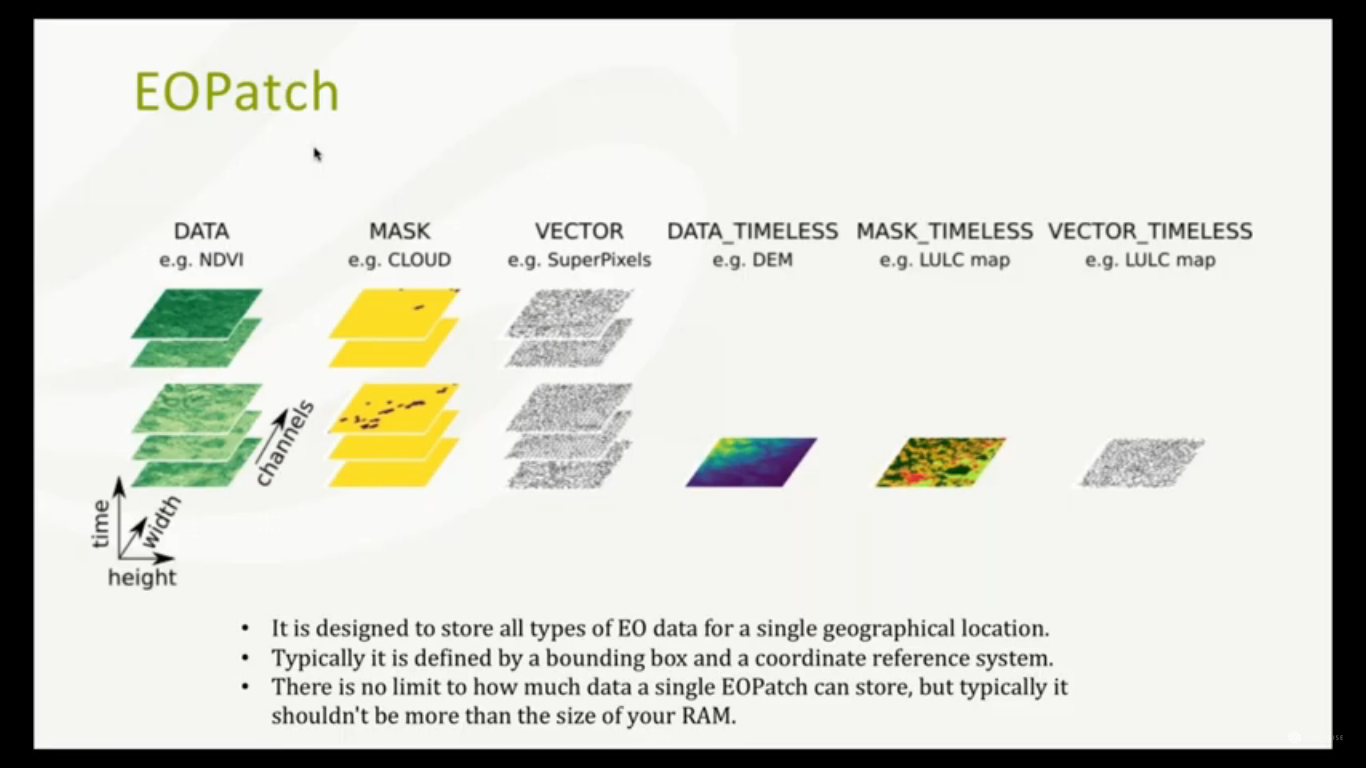 EOPatch
DATA
e.g. NDVI
MASK
e.g. CLOUD
VECTOR
e.g. SuperPixels
DATA_TIMELESS
e.g. DEM
MASK_TIMELESS
e.g. LULC map
VECTOR_TIMELESS
e.g. LULC map
channels
time
width
height
• It is designed to store all types of EO data for a single geographical location.
• Typically it is defined by a bounding box and a coordinate reference system.
• There is no limit to how much data a single EOPatch can store, but typically it
shouldn't be more than the size of your RAM.